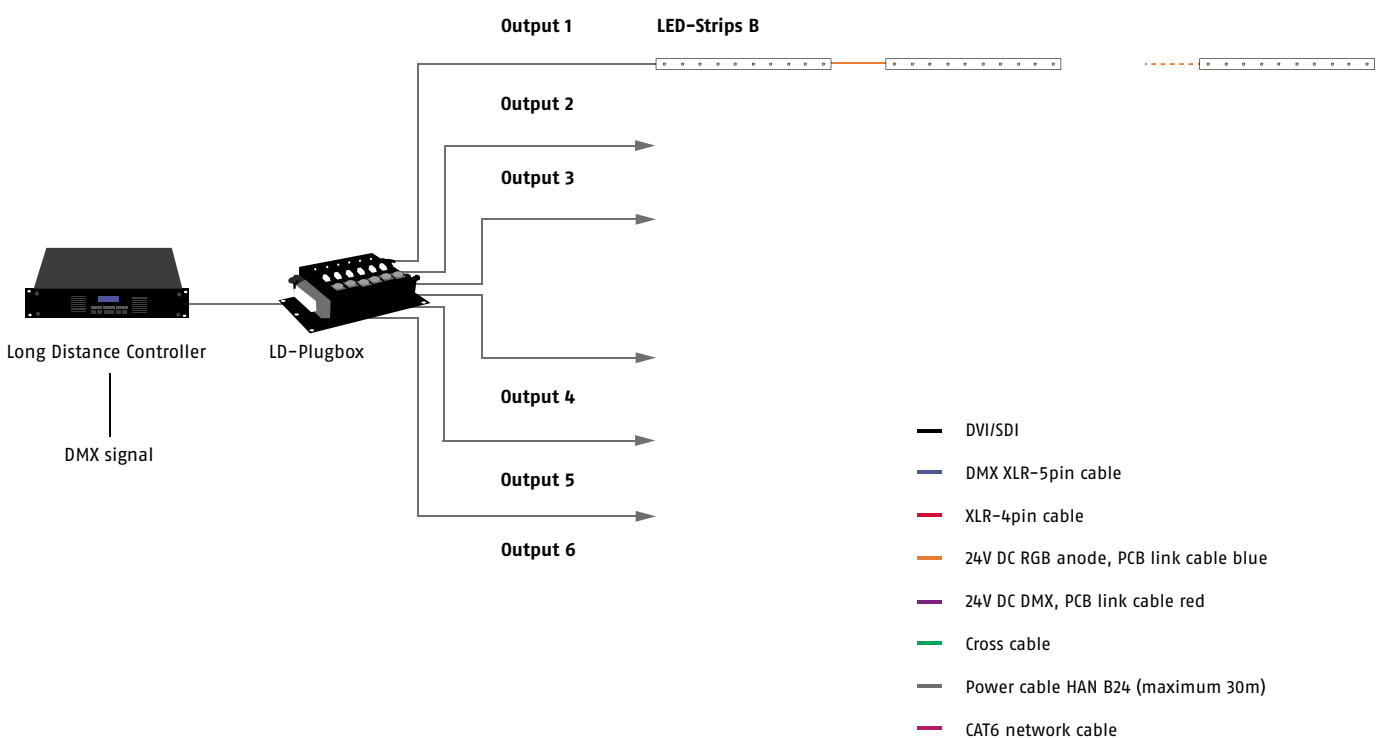 Output 1
LED-Strips B
Output 2
Output 3
Long Distance Controller
LD-Plugbox
DMX signal
Output 4
Output 5
Output 6
DVI/SDI
DMX XLR-5pin cable
XLR-4pin cable
24V DC RGB anode, PCB link cable blue
24V DC DMX, PCB link cable red
Cross cable
Power cable HAN B24 (maximum 30m)
CAT6 network cable